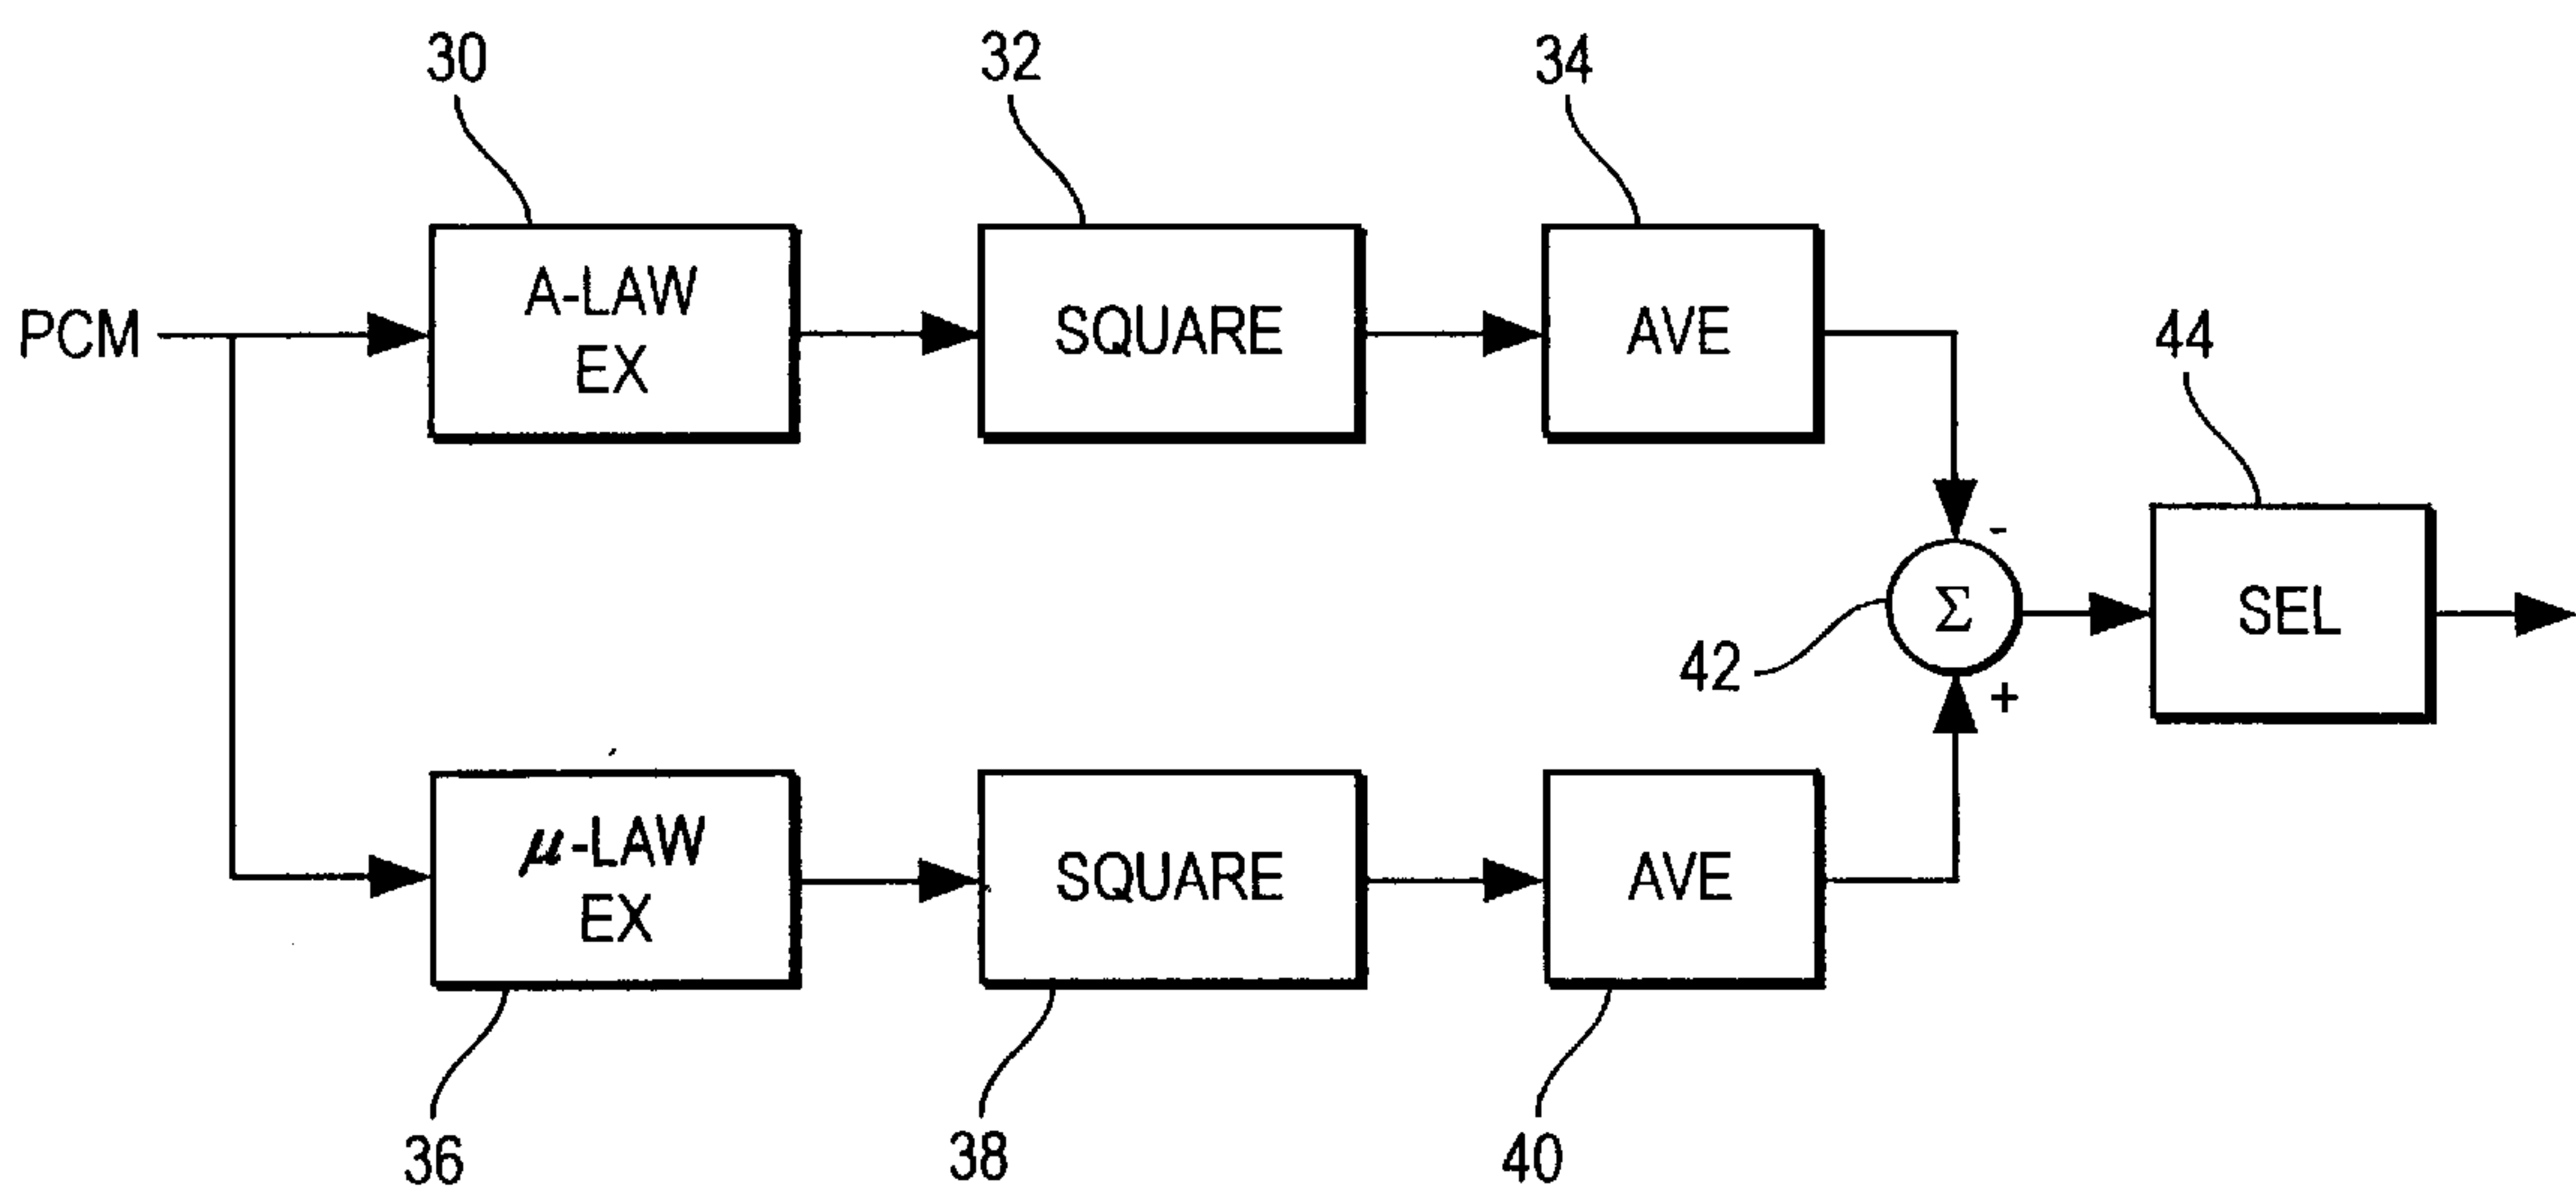 30
32
34
A-LAW
EX
SQUARE
AVE
PCM
44
-
Σ
SEL
42
+
μ-LAW
EX
SQUARE
AVE
36
38
40